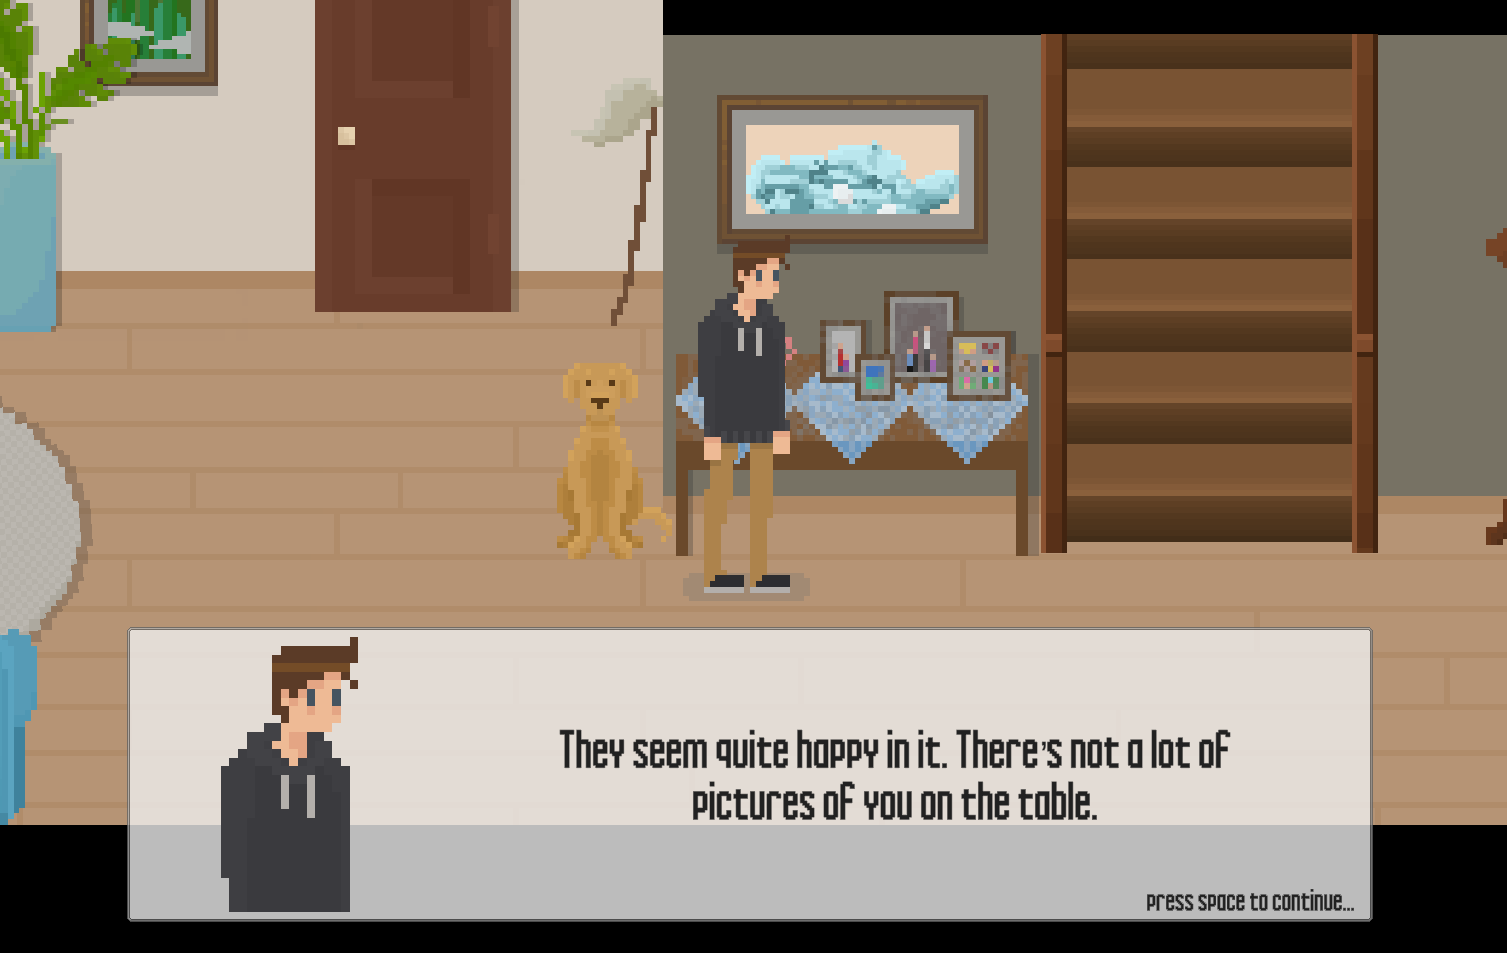 They seem quite happy in it. There's not a lot of
pictures of you on the table.
press space to continue...